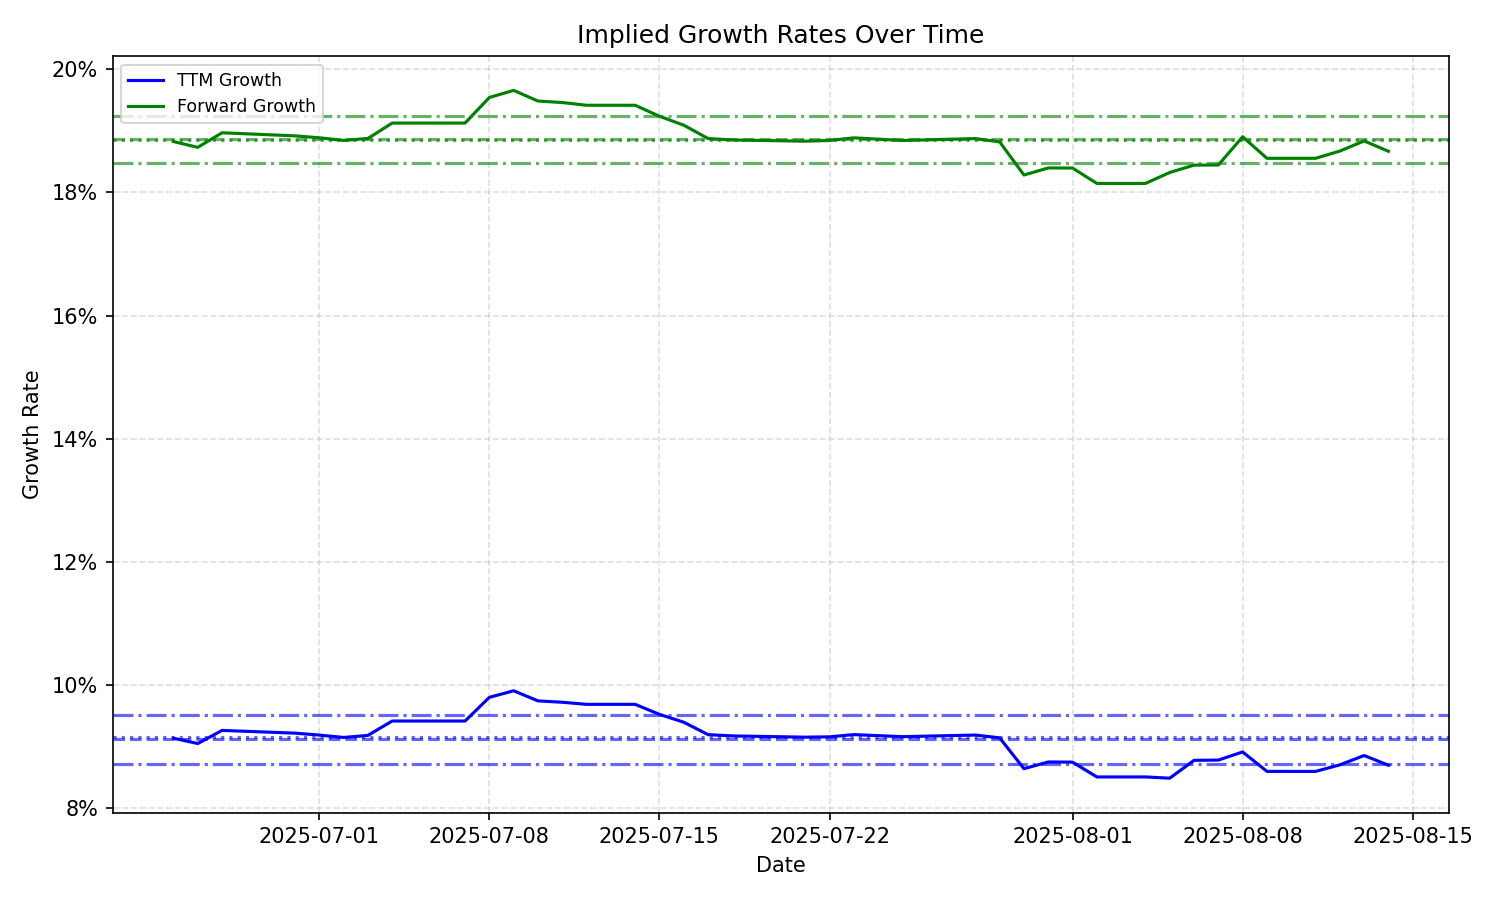 Implied Growth Rates Over Time
TTM Growth
Forward Growth
20%
18%
16%
14%
12%
10%
8%
Growth Rate
2025-07-01
2025-07-08
2025-07-15
2025-07-22
2025-08-01
2025-08-08
2025-08-15
Date